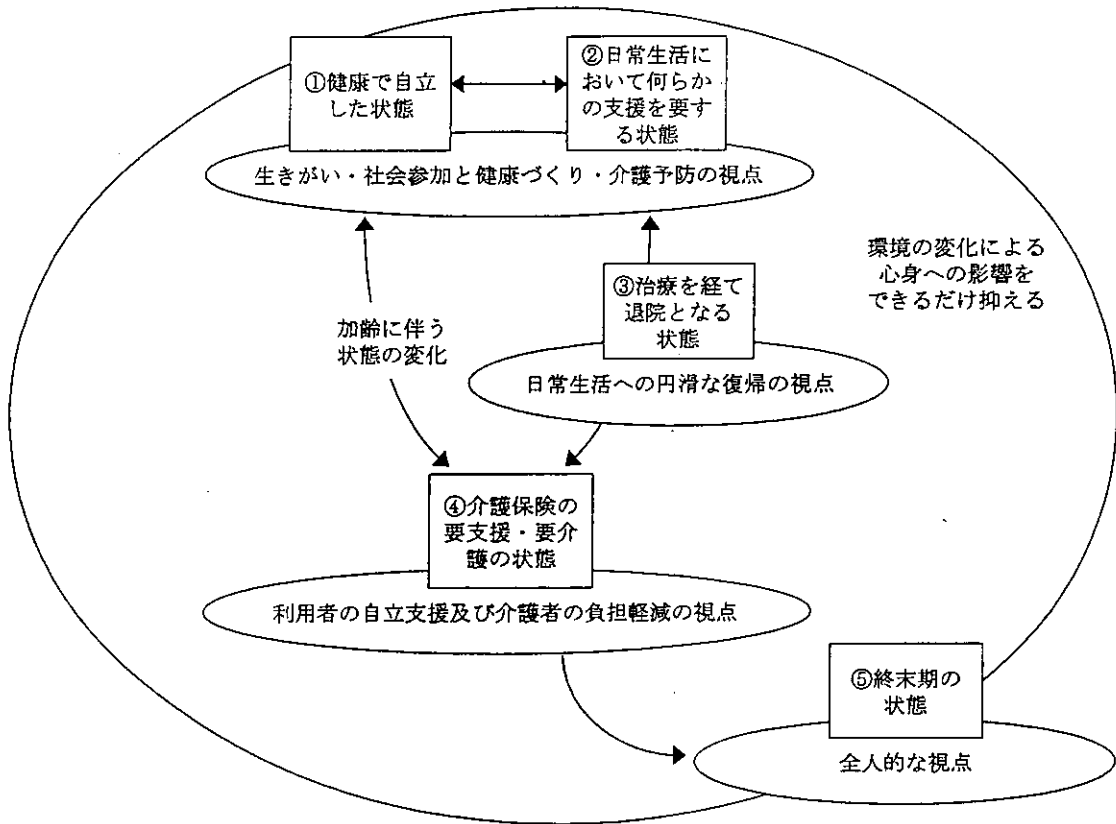 ①健康で自立
した状態
②日常生活に
おいて何らか
の支援を要す
る状態
生きがい・社会参加と健康づくり・介護予防の視点
環境の変化による
心身への影響を
できるだけ抑える
③治療を経て
退院となる
状態
加齢に伴う
状態の変化
日常生活への円滑な復帰の視点
④介護保険の
要支援・要介
護の状態
利用者の自立支援及び介護者の負担軽減の視点
⑤終末期の
状態
全人的な視点